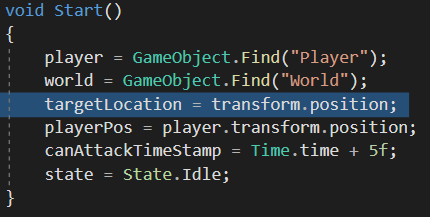 void Start()
{
player = GameObject.Find("Player");
world = GameObject.Find("World");
targetLocation = transform.position;
playerPos = player.transform.position;
canAttackTimeStamp = Time.time + 5f;
state = State.Idle;
}